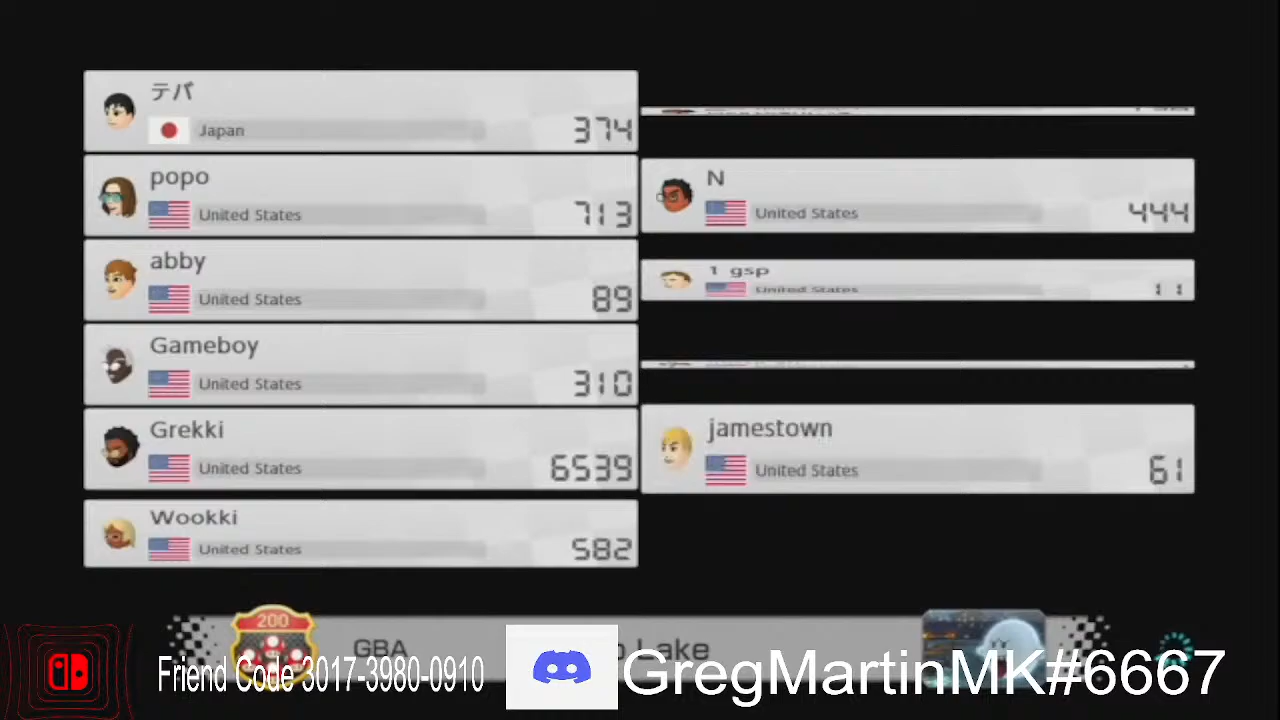 テバ
Japan
374
popo
United States
713
abby
United States
89
Gameboy
United States
310
Grekki
United States
6539
Wookki
United States
582
N
United States
444
1 gsp
United States
11
jamestown
United States
61
200
GBA
Lake
Friend Code 3017-3980-0910
GregMartinMK#6667